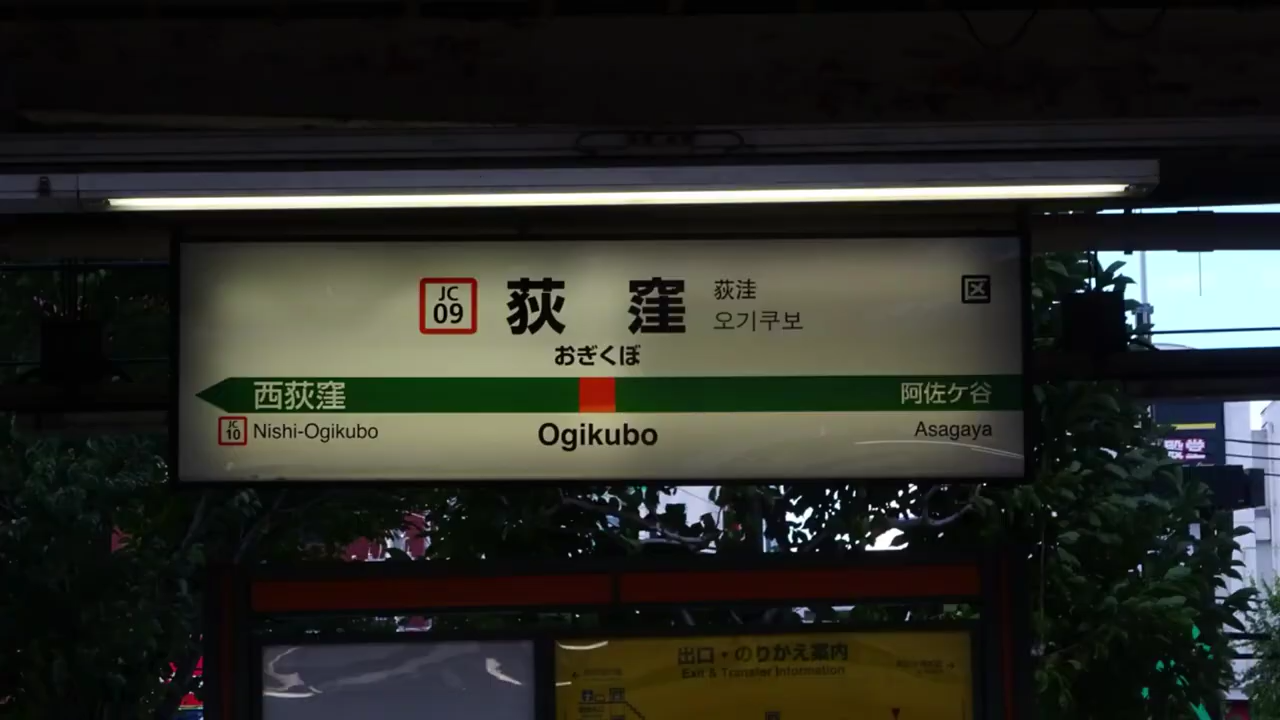 JC
09
荻窪
荻洼
오기쿠보
区
おぎくぼ
西荻窪
阿佐ケ谷
JC
10
Nishi-Ogikubo
Ogikubo
Asagaya
出口・のりかえ案内
Exit & Transfer Information